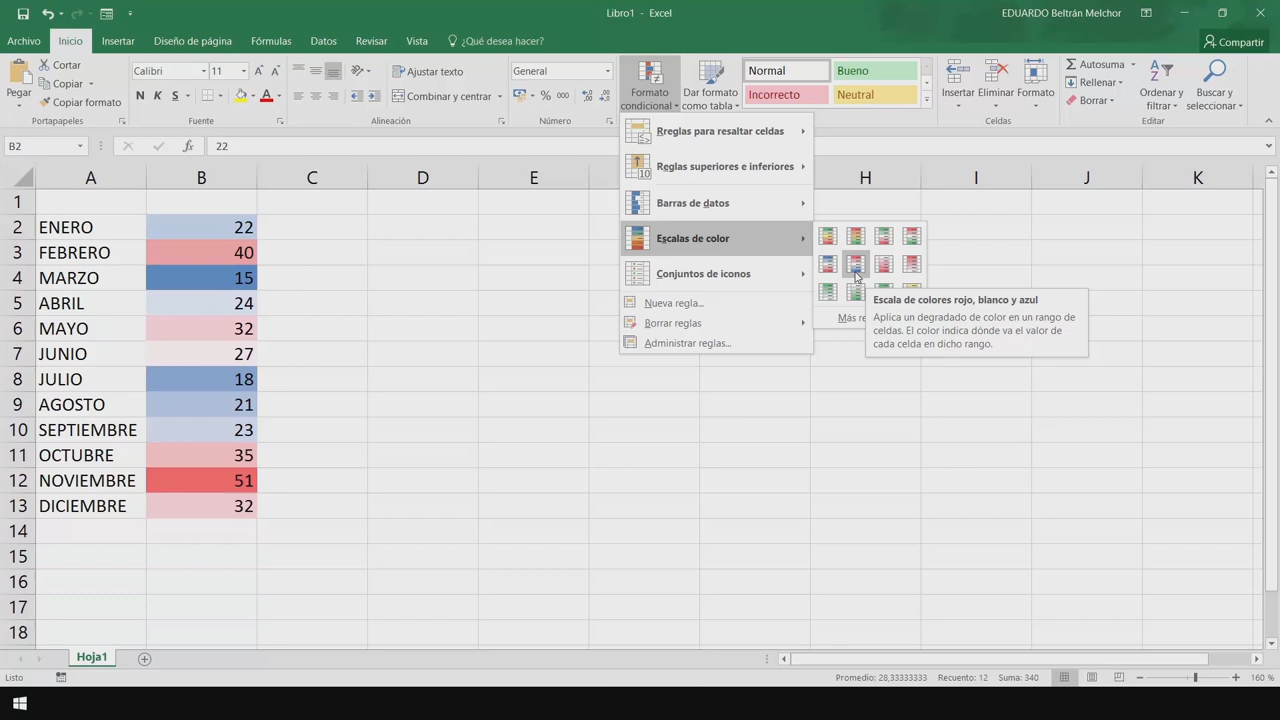 Libro1 - Excel
EDUARDO Beltrán Melchor
Archivo Inicio Insertar Diseño de página Fórmulas Datos Revisar Vista ¿Qué desea hacer? Compartir
Pegar
Cortar
Copiar
Copiar formato
Portapapeles
Calibri 11
N K S
Fuente
Ajustar texto
Combinar y centrar
Alineación
General
% 000
Número
Formato condicional
Dar formato como tabla
Normal Bueno
Incorrecto Neutral
Insertar Eliminar Formato
Celdas
Autosuma
Rellenar
Borrar
Ordenar y filtrar
Buscar y seleccionar
B2 fx 22
Rreglas para resaltar celdas
Reglas superiores e inferiores
Barras de datos
Escalas de color
Conjuntos de iconos
Nueva regla...
Borrar reglas
Administrar reglas...
Más re
Escala de colores rojo, blanco y azul
Aplica un degradado de color en un rango de
celdas. El color indica dónde va el valor de
cada celda en dicho rango.
A B C D E H I J K
1
2 ENERO 22
3 FEBRERO 40
4 MARZO 15
5 ABRIL 24
6 MAYO 32
7 JUNIO 27
8 JULIO 18
9 AGOSTO 21
10 SEPTIEMBRE 23
11 OCTUBRE 35
12 NOVIEMBRE 51
13 DICIEMBRE 32
14
15
16
17
18
Hoja1
Listo
Promedio: 28,33333333 Recuento: 12 Suma: 340 160 %